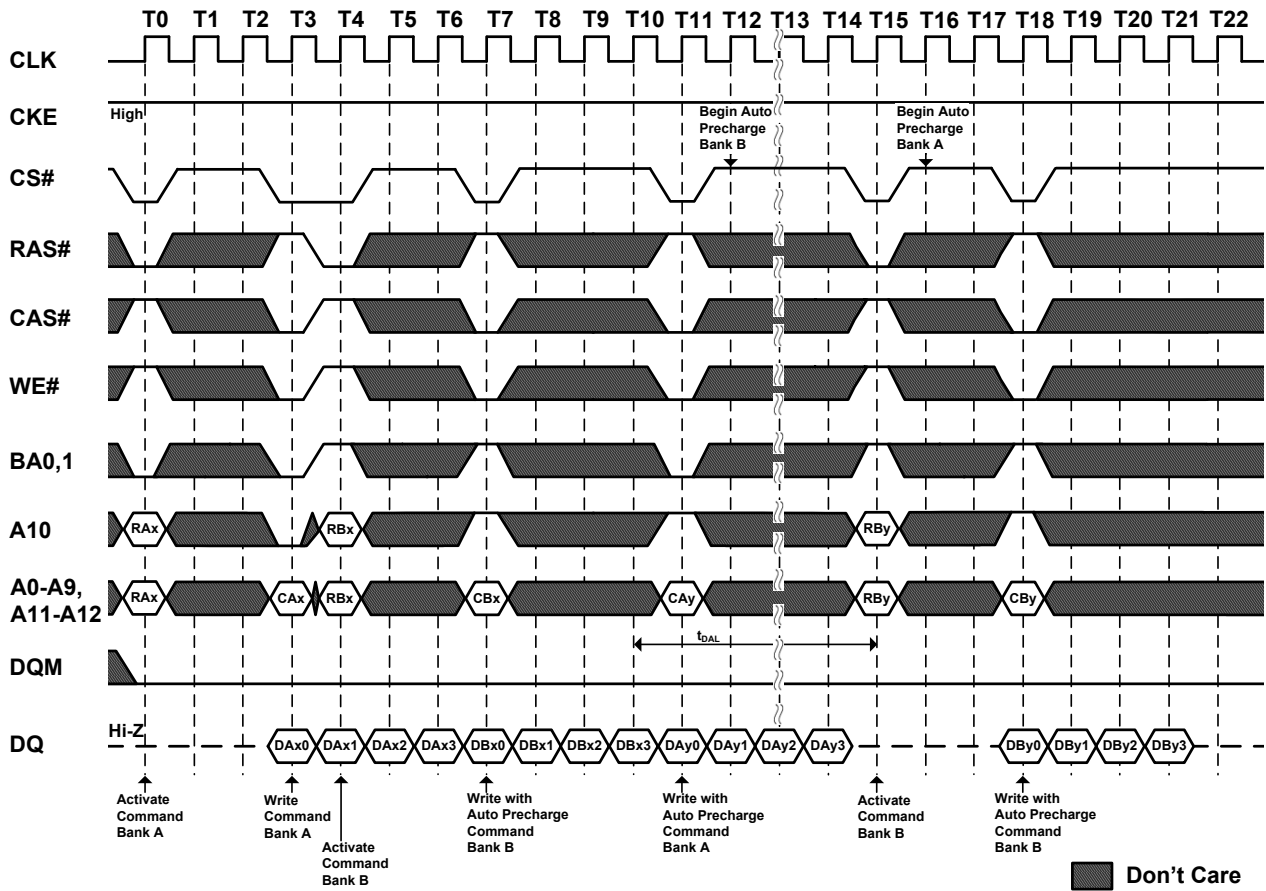 T0 T1 T2 T3 T4 T5 T6 T7 T8 T9 T10 T11 T12 T13 T14 T15 T16 T17 T18 T19 T20 T21 T22
CLK
CKE
High
Begin Auto
Precharge
Bank B
Begin Auto
Precharge
Bank A
CS#
RAS#
CAS#
WE#
BA0,1
A10
RAx RBx RBy
A0-A9,
A11-A12
RAx CAx RBx CBx CAy RBy CBy
tDAL
DQM
DQ
Hi-Z
DAx0 DAx1 DAx2 DAx3 DBx0 DBx1 DBx2 DBx3 DAy0 DAy1 DAy2 DAy3 DBy0 DBy1 DBy2 DBy3
Activate
Command
Bank A
Write
Command
Bank A
Activate
Command
Bank B
Write with
Auto Precharge
Command
Bank B
Write with
Auto Precharge
Command
Bank A
Activate
Command
Bank B
Write with
Auto Precharge
Command
Bank B
Don't Care